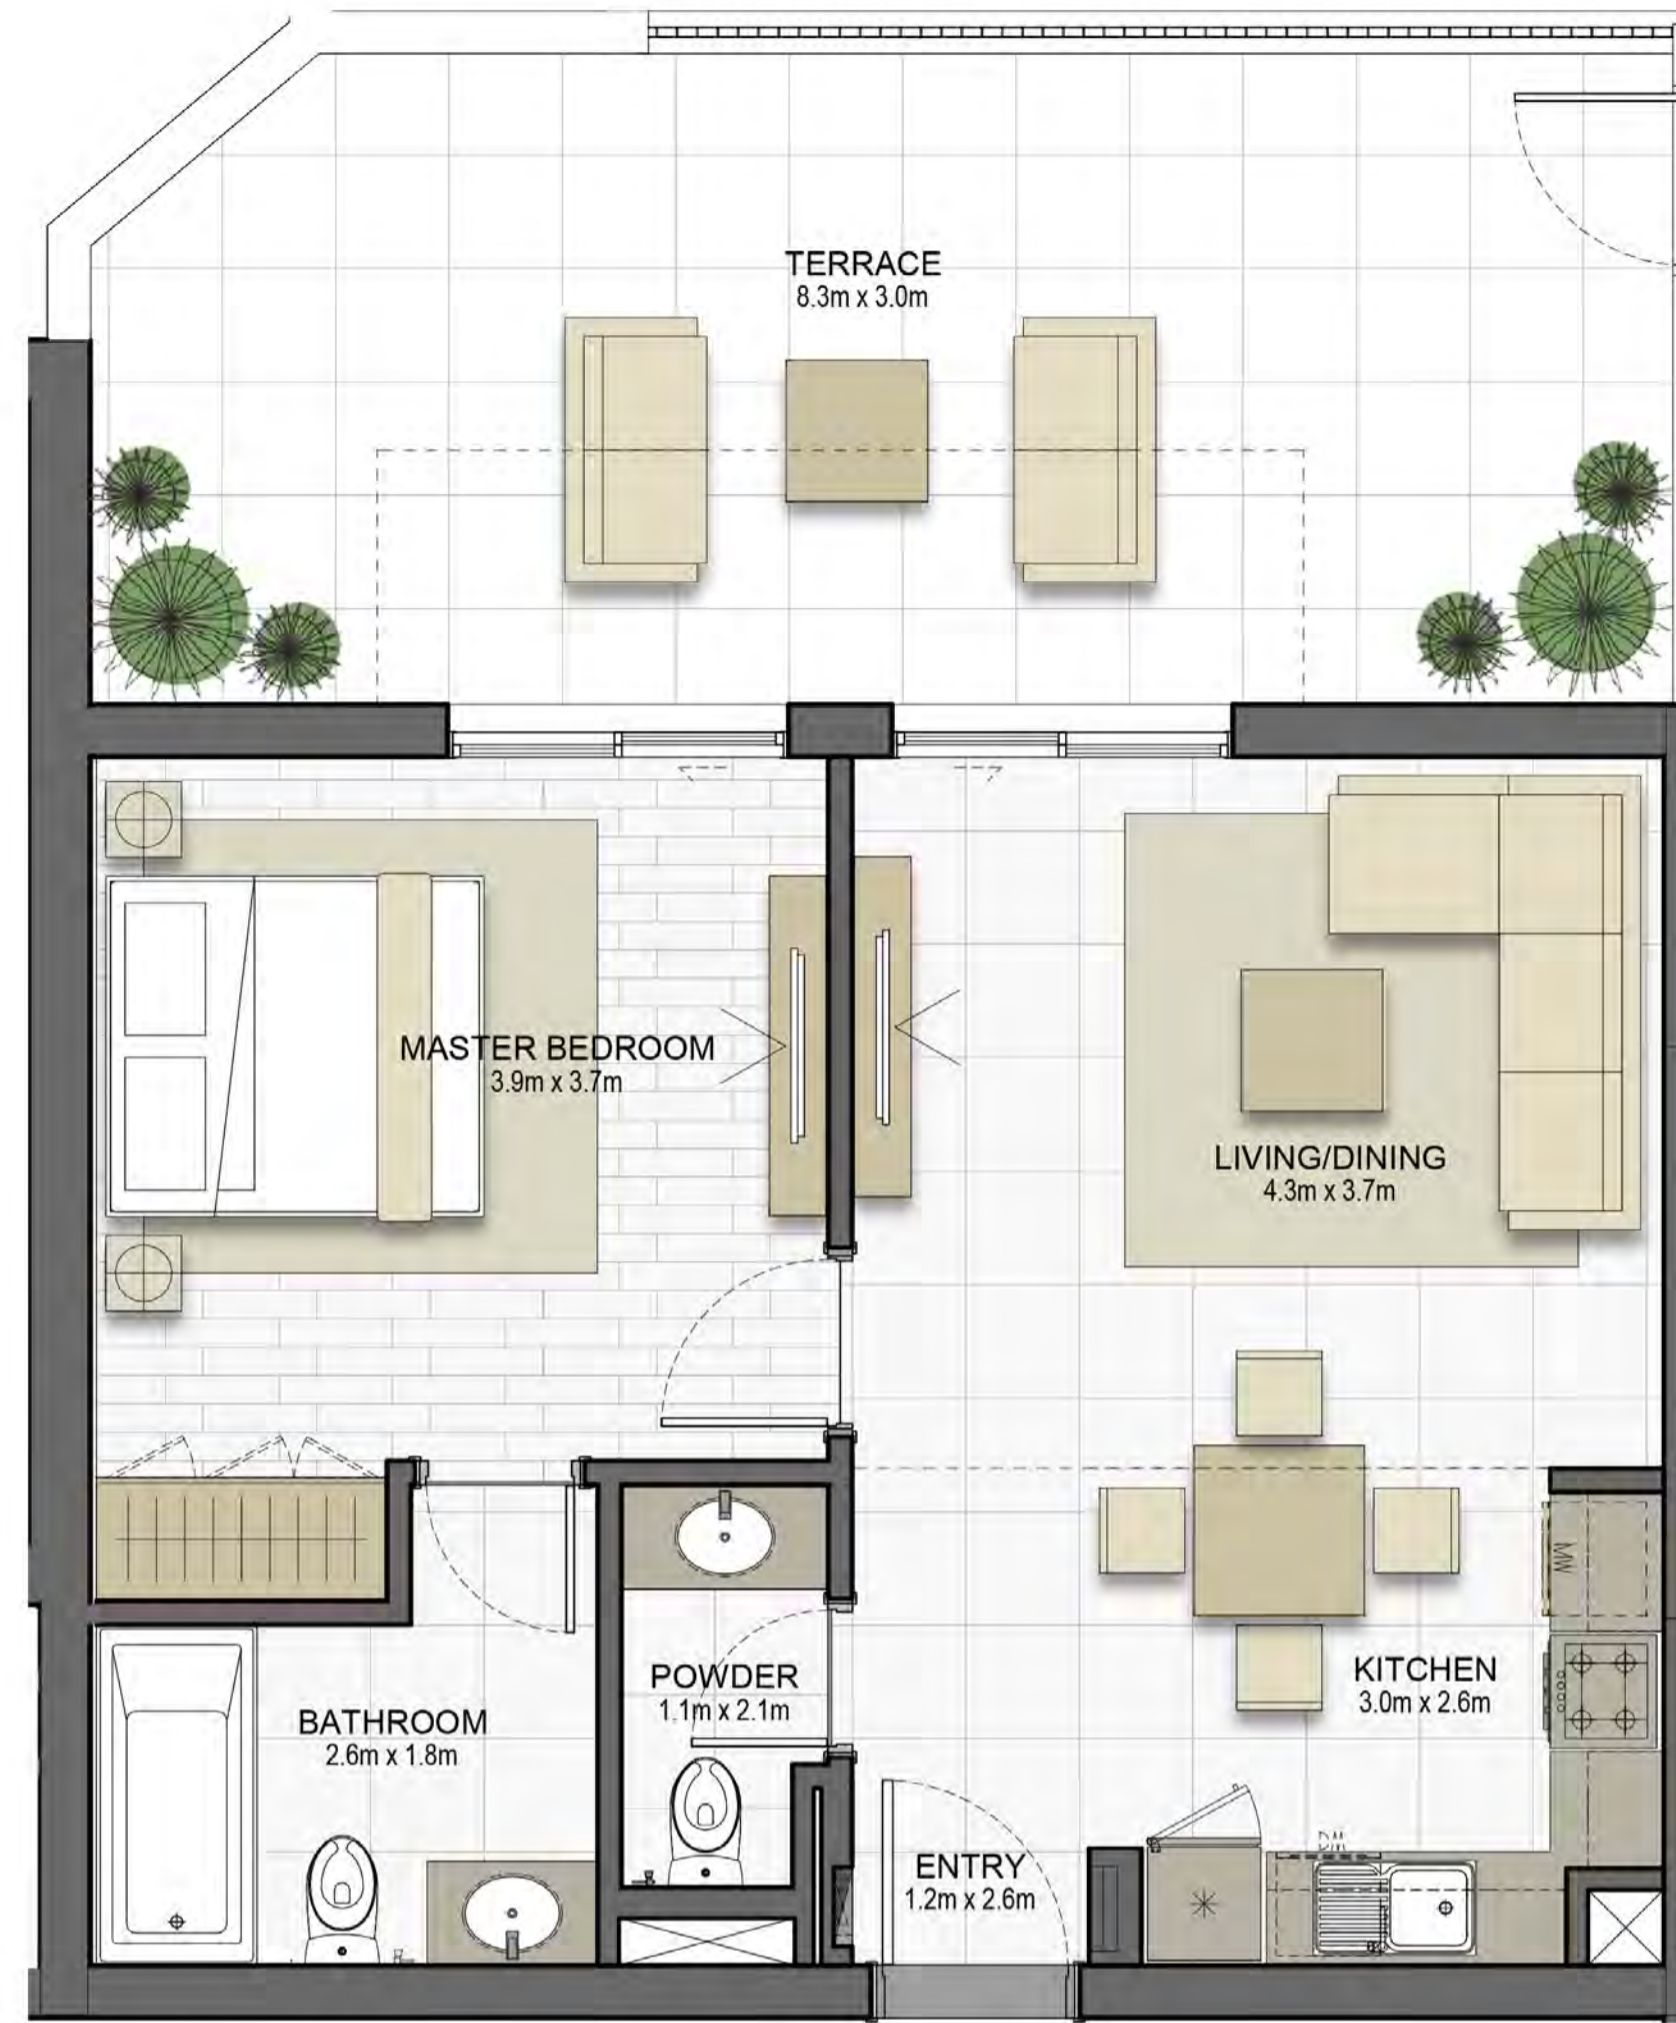 TERRACE
8.3m x 3.0m
MASTER BEDROOM
3.9m x 3.7m
LIVING/DINING
4.3m x 3.7m
MW
POWDER
1.1m x 2.1m
KITCHEN
3.0m x 2.6m
BATHROOM
2.6m x 1.8m
DW
ENTRY
1.2m x 2.6m